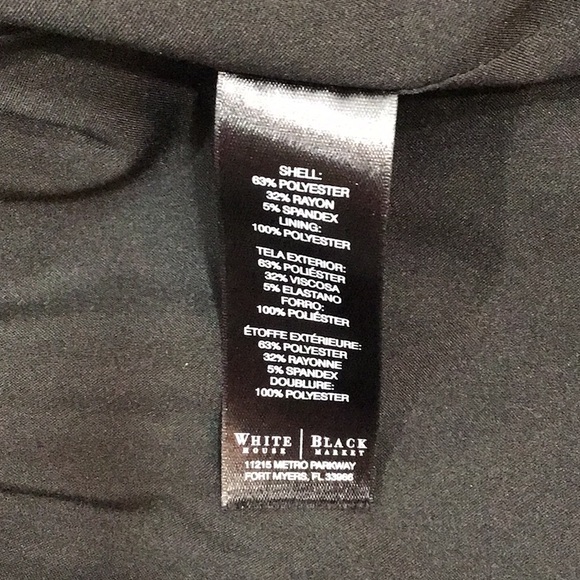 SHELL:
63% POLYESTER
32% RAYON
5% SPANDEX
LINING:
100% POLYESTER
TELA EXTERIOR:
63% POLIÉSTER
32% VISCOSA
5% ELASTANO
FORRO:
100% POLIÉSTER
ÉTOFFE EXTÉRIEURE:
63% POLYESTER
32% RAYONNE
5% SPANDEX
DOUBLURE:
100% POLYESTER
WHITE | BLACK
HOUSE | MARKET
11215 METRO PARKWAY
FORT MYERS, FL 33966